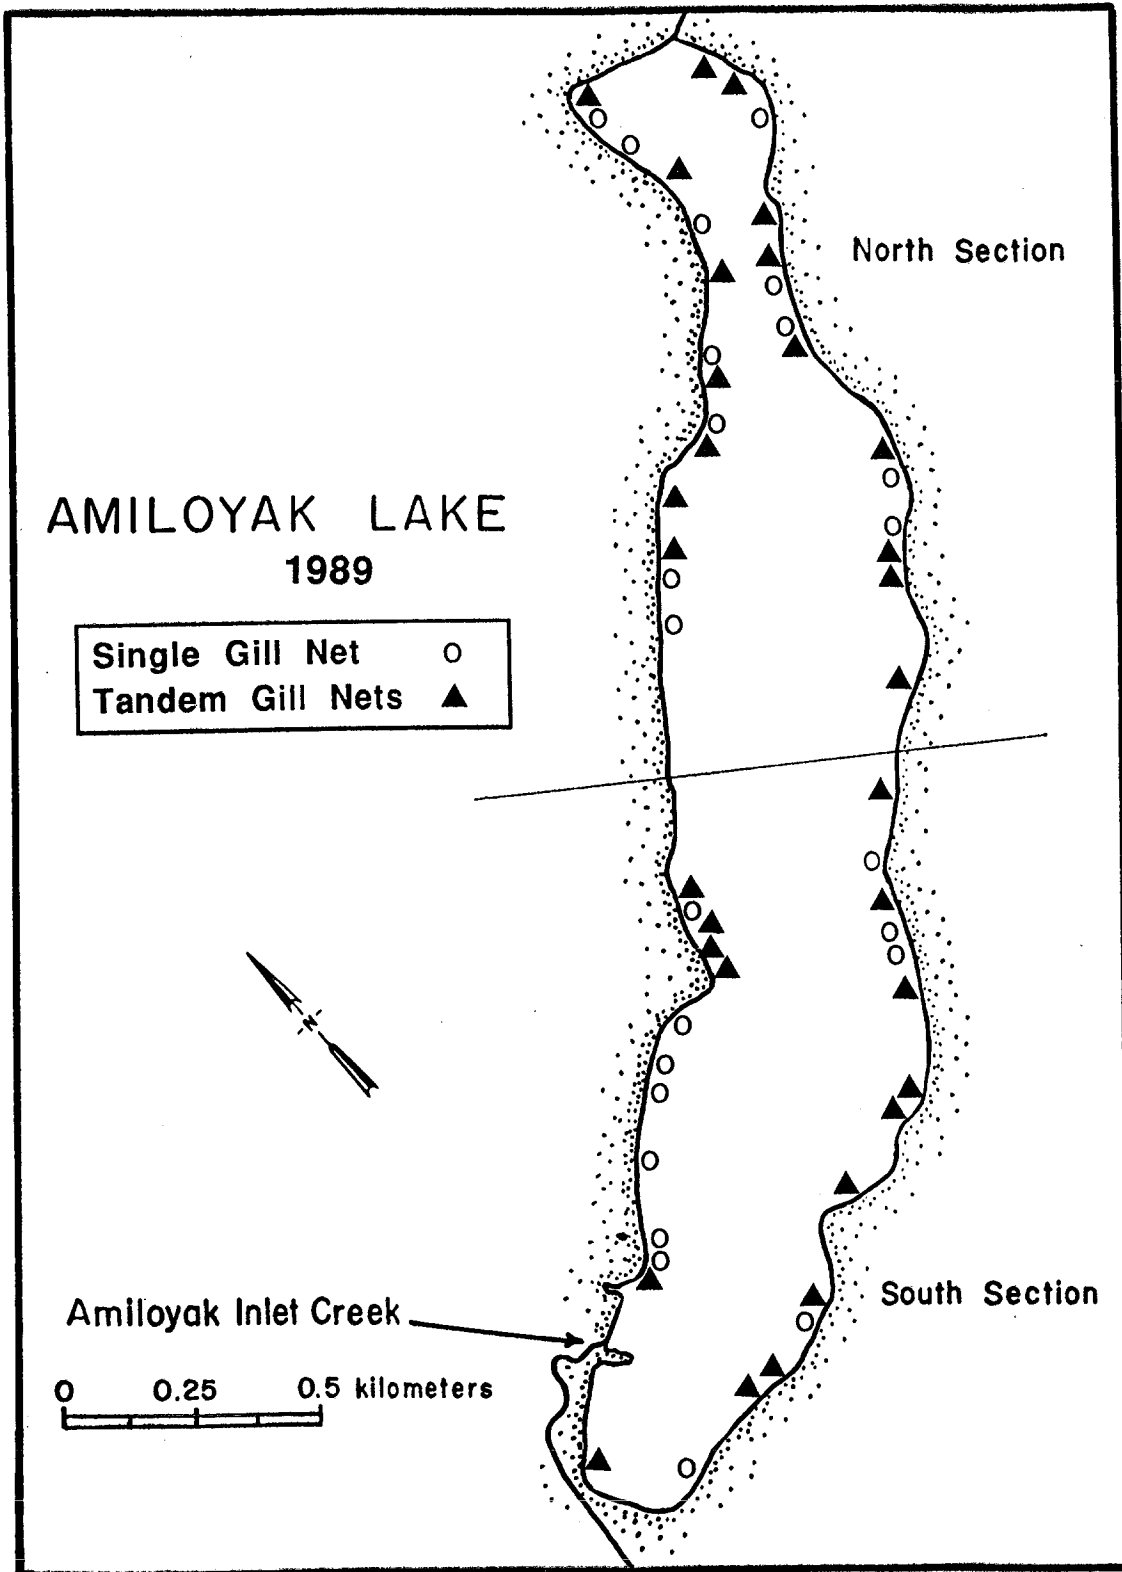 North Section
AMILOYAK LAKE
1989
Single Gill Net
Tandem Gill Nets
N
South Section
Amiloyak Inlet Creek
0 0.25 0.5 kilometers